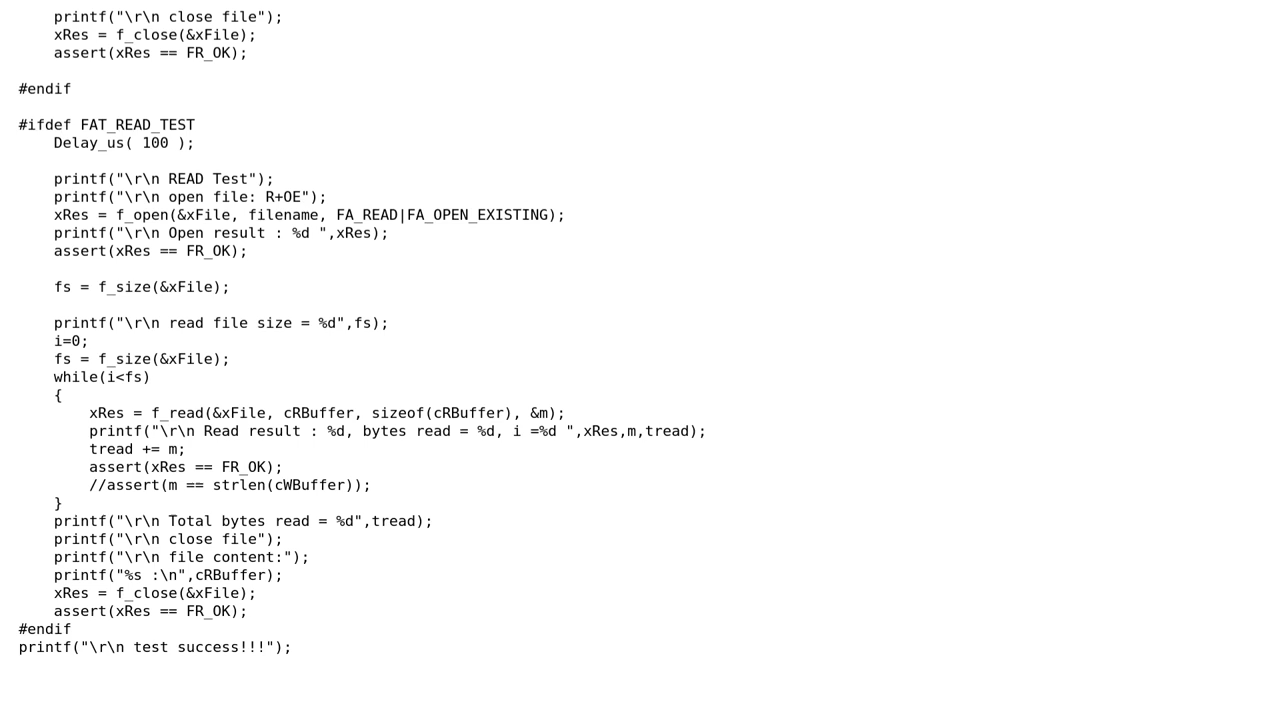 printf("\r\n close file");
    xRes = f_close(&xFile);
    assert(xRes == FR_OK);

#endif

#ifdef FAT_READ_TEST
    Delay_us( 100 );

    printf("\r\n READ Test");
    printf("\r\n open file: R+OE");
    xRes = f_open(&xFile, filename, FA_READ|FA_OPEN_EXISTING);
    printf("\r\n Open result : %d ",xRes);
    assert(xRes == FR_OK);

    fs = f_size(&xFile);

    printf("\r\n read file size = %d",fs);
    i=0;
    fs = f_size(&xFile);
    while(i<fs)
    {
        xRes = f_read(&xFile, cRBuffer, sizeof(cRBuffer), &m);
        printf("\r\n Read result : %d, bytes read = %d, i =%d ",xRes,m,tread);
        tread += m;
        assert(xRes == FR_OK);
        //assert(m == strlen(cWBuffer));
    }
    printf("\r\n Total bytes read = %d",tread);
    printf("\r\n close file");
    printf("\r\n file content:");
    printf("%s :\n",cRBuffer);
    xRes = f_close(&xFile);
    assert(xRes == FR_OK);
#endif
printf("\r\n test success!!!");